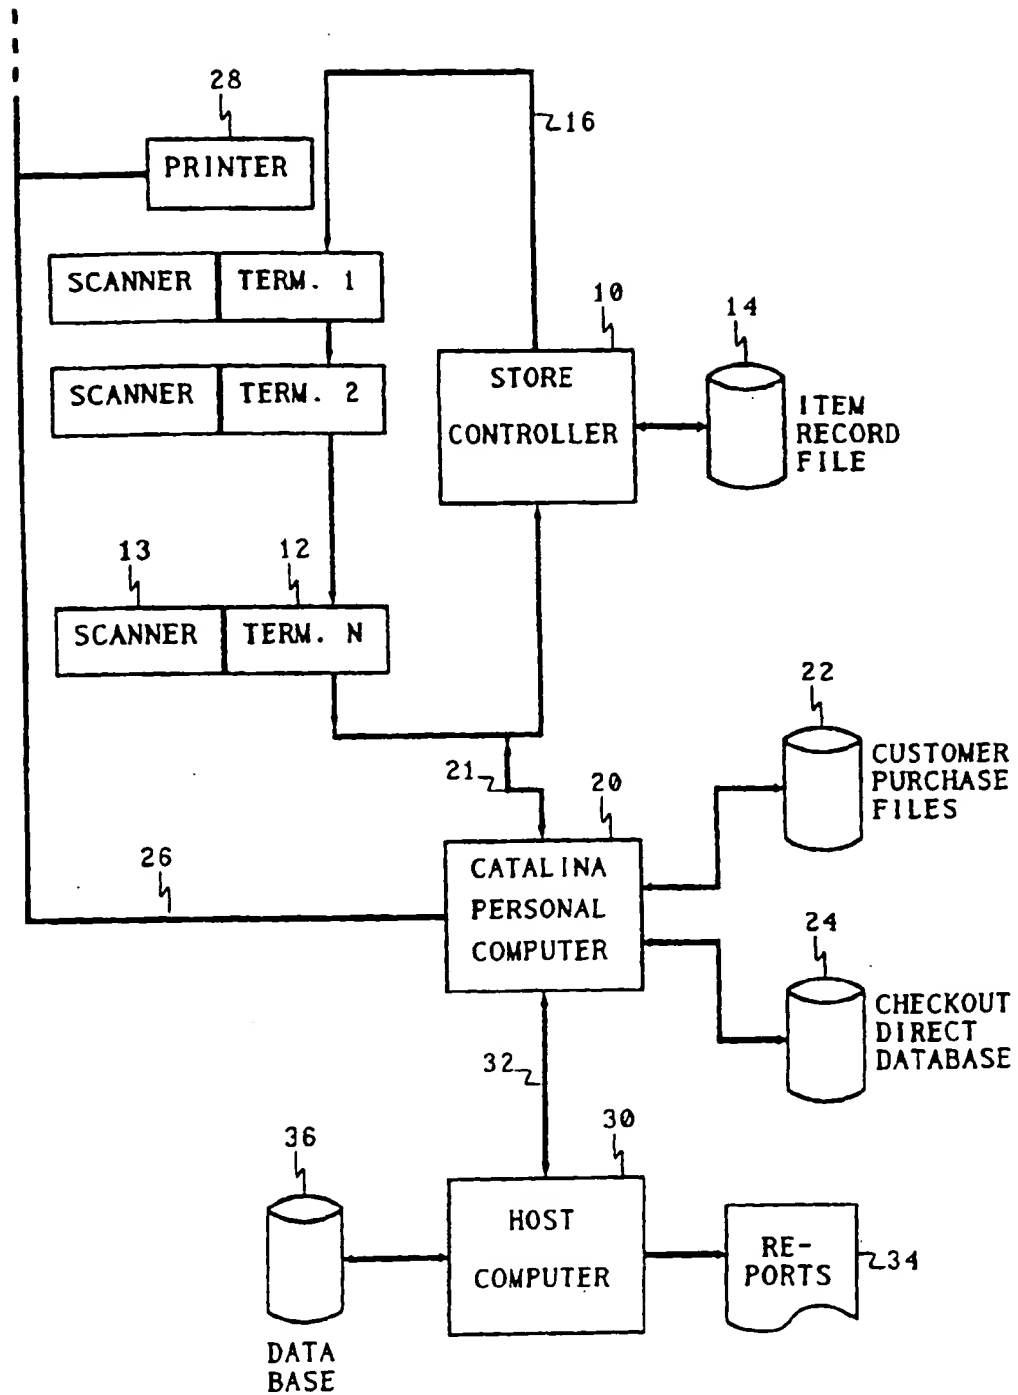 28
16
PRINTER
SCANNER TERM. 1
10
14
SCANNER TERM. 2
STORE
CONTROLLER
ITEM
RECORD
FILE
13
12
SCANNER TERM. N
22
21
20
CUSTOMER
PURCHASE
FILES
26
CATALINA
PERSONAL
COMPUTER
24
CHECKOUT
DIRECT
DATABASE
32
36
30
HOST
COMPUTER
RE-
PORTS
34
DATA
BASE